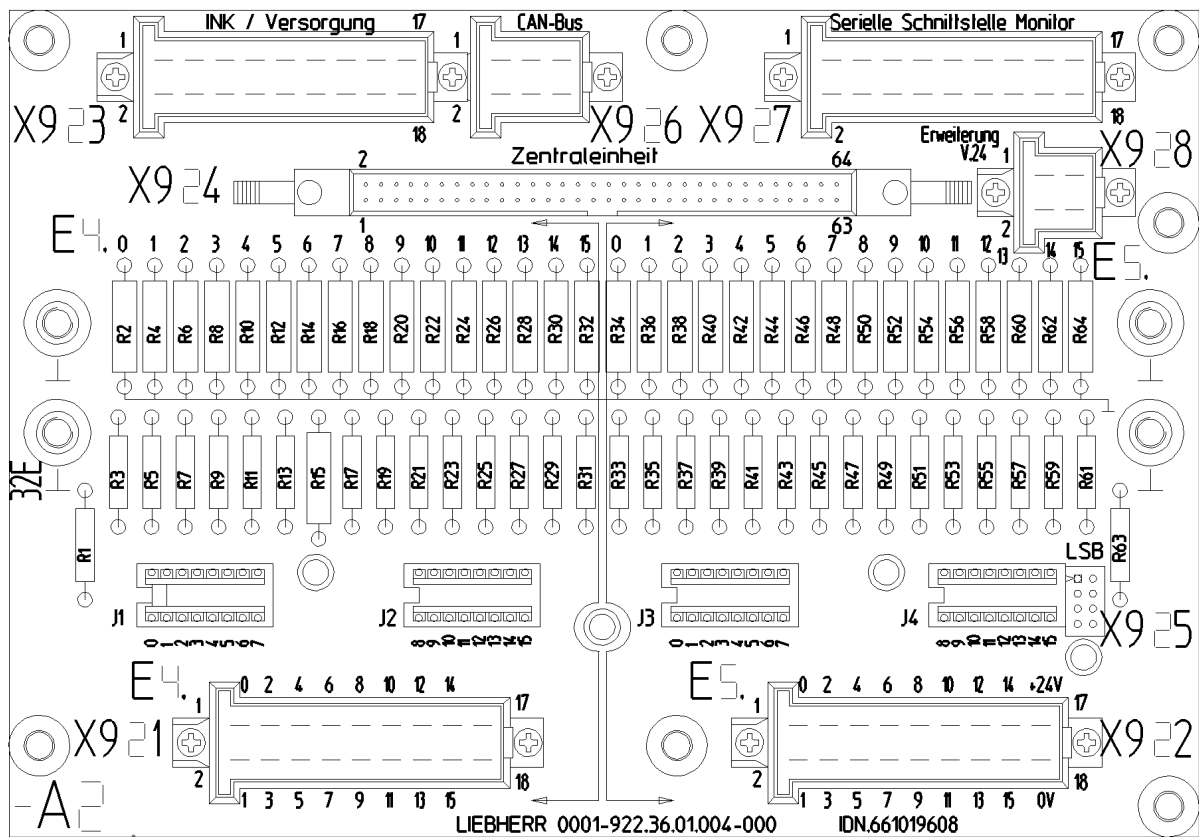 INK / Versorgung 17
CAN-Bus
Serielle Schnittstelle Monitor
1
1
1
17
2
18
2
2
18
X923
X926
X927
X928
Erweilerung
V.24
1
2
Zentraleinheit
2
64
1
63
X924
E4.
0 1 2 3 4 5 6 7 8 9 10 11 12 13 14 15
0 1 2 3 4 5 6 7 8 9 10 11 12 13 14 15
E5.
R2 R4 R6 R8 R10 R12 R14 R16 R18 R20 R22 R24 R26 R28 R30 R32 R34 R36 R38 R40 R42 R44 R46 R48 R50 R52 R54 R56 R58 R60 R62 R64
32E
R3 R5 R7 R9 R11 R13 R15 R17 R19 R21 R23 R25 R27 R29 R31 R33 R35 R37 R39 R41 R43 R45 R47 R49 R51 R53 R55 R57 R59 R61
R1
R63
LSB
J1
J2
J3
J4
X925
0 1 2 3 4 5 6 7
8 9 10 11 12 13 14 15
0 1 2 3 4 5 6 7
8 9 10 11 12 13 14 15
E4.
0 2 4 6 8 10 12 14
E5.
0 2 4 6 8 10 12 14 +24V
1
17
1
17
X921
X922
2
18
2
18
1 3 5 7 9 11 13 15
1 3 5 7 9 11 13 15 0V
-A2.
LIEBHERR 0001-922.36.01.004-000
IDN.661019608